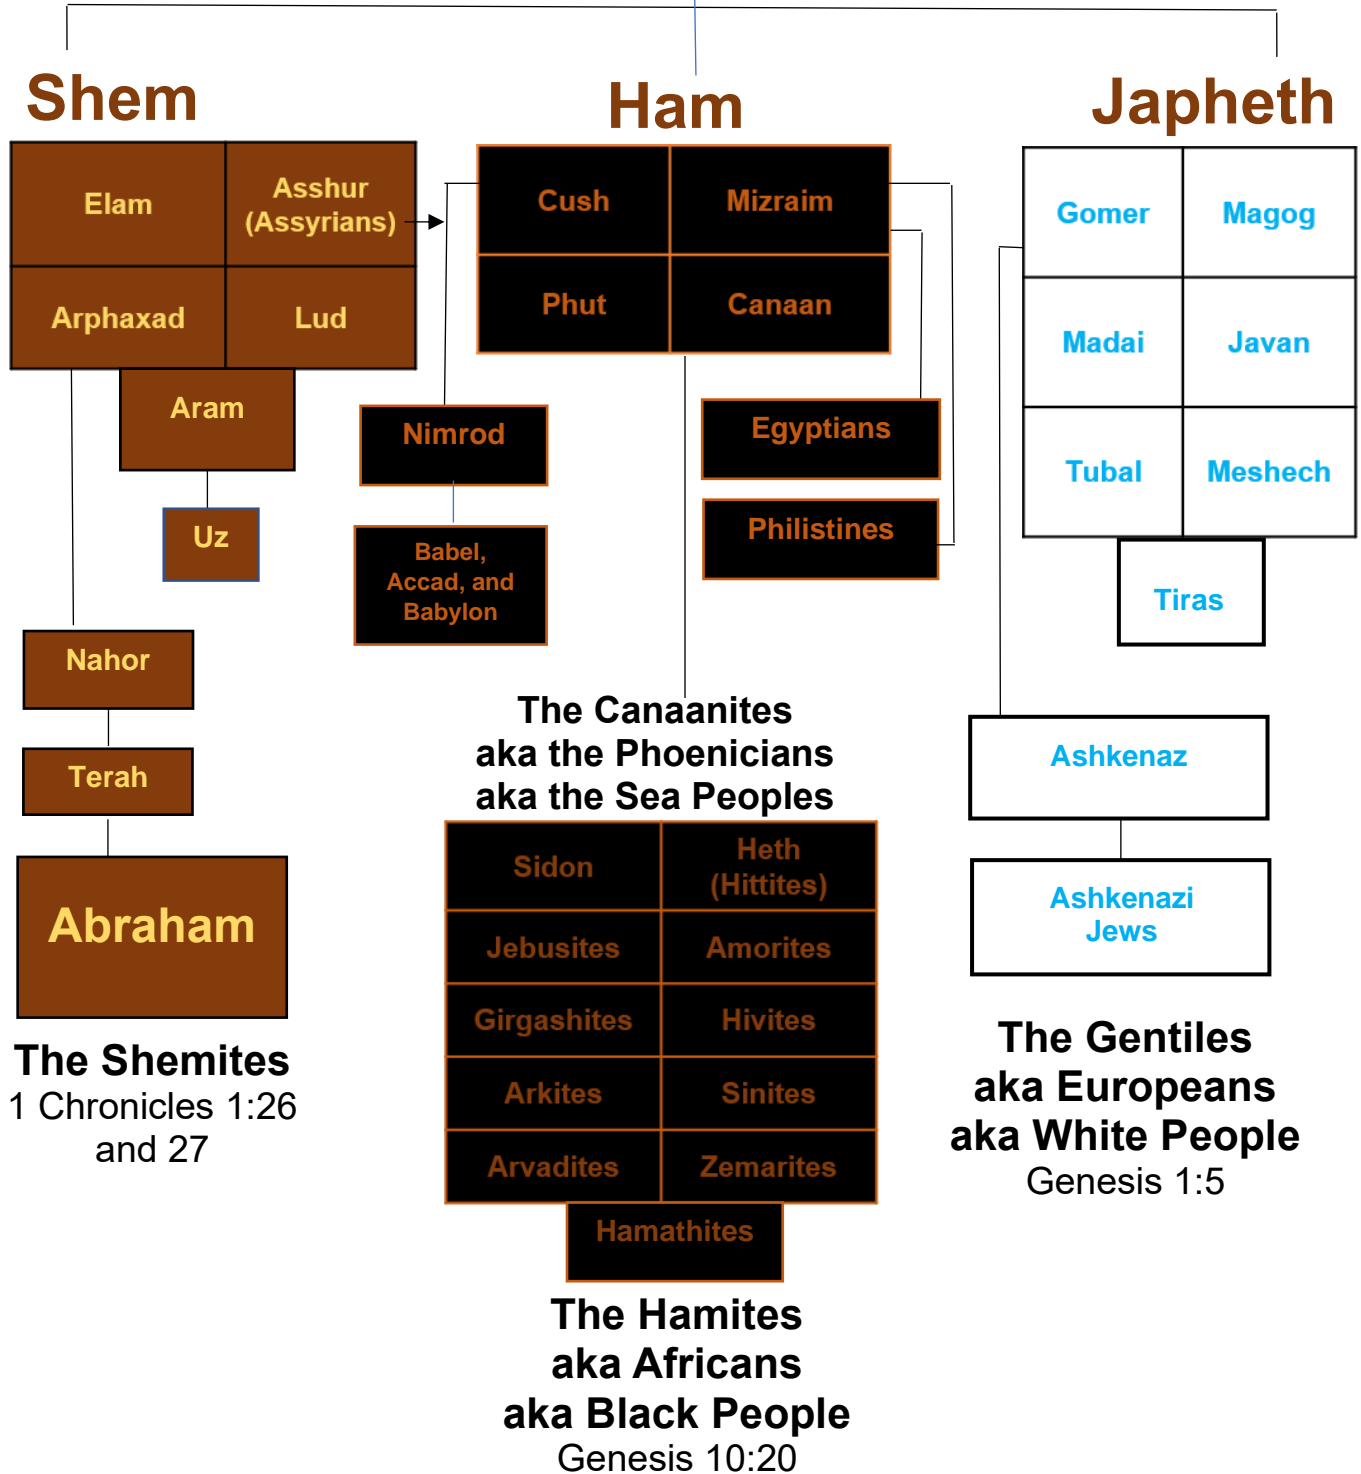 Shem
Ham
Japheth
Elam
Asshur
(Assyrians)
Arphaxad
Lud
Aram
Uz
Nahor
Terah
Abraham
The Shemites
1 Chronicles 1:26
and 27
Cush
Mizraim
Phut
Canaan
Nimrod
Babel,
Accad, and
Babylon
Egyptians
Philistines
The Canaanites
aka the Phoenicians
aka the Sea Peoples
Sidon
Heth
(Hittites)
Jebusites
Amorites
Girgashites
Hivites
Arkites
Sinites
Arvadites
Zemarites
Hamathites
The Hamites
aka Africans
aka Black People
Genesis 10:20
Gomer
Magog
Madai
Javan
Tubal
Meshech
Tiras
Ashkenaz
Ashkenazi
Jews
The Gentiles
aka Europeans
aka White People
Genesis 1:5